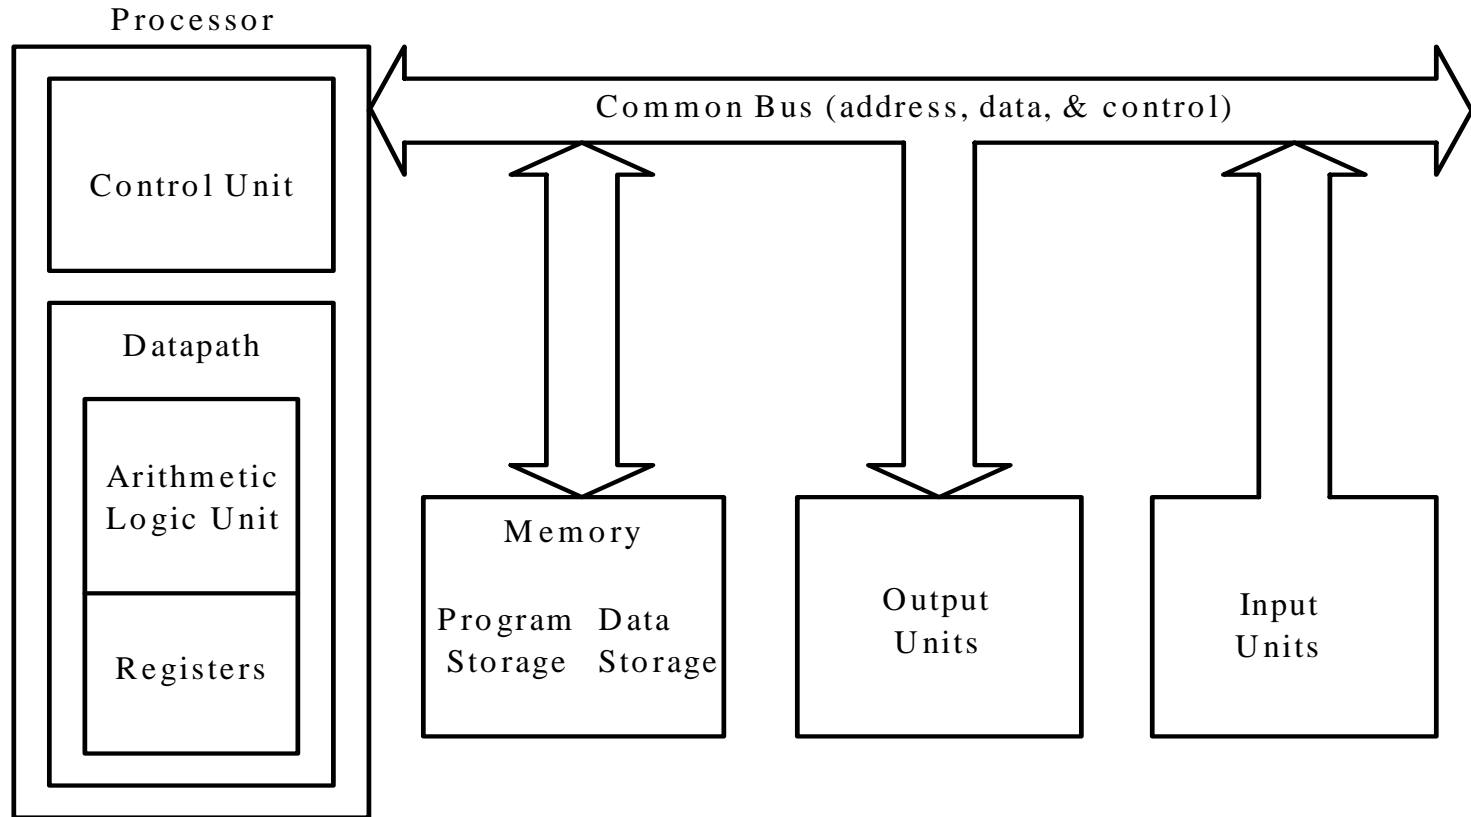 Processor
Common Bus (address, data, & control)
Control Unit
Datapath
Arithmetic
Logic Unit
Registers
Memory
Program Data
Storage Storage
Output
Units
Input
Units